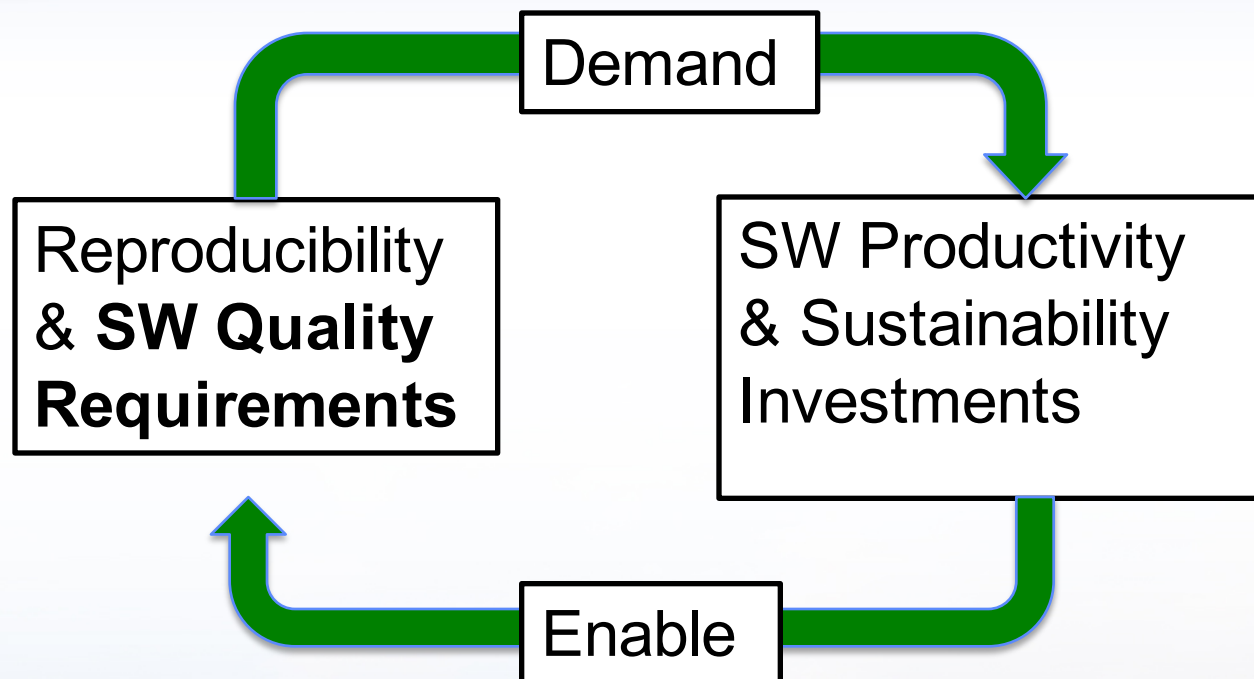 Demand
Reproducibility
& SW Quality
Requirements
SW Productivity
& Sustainability
Investments
Enable